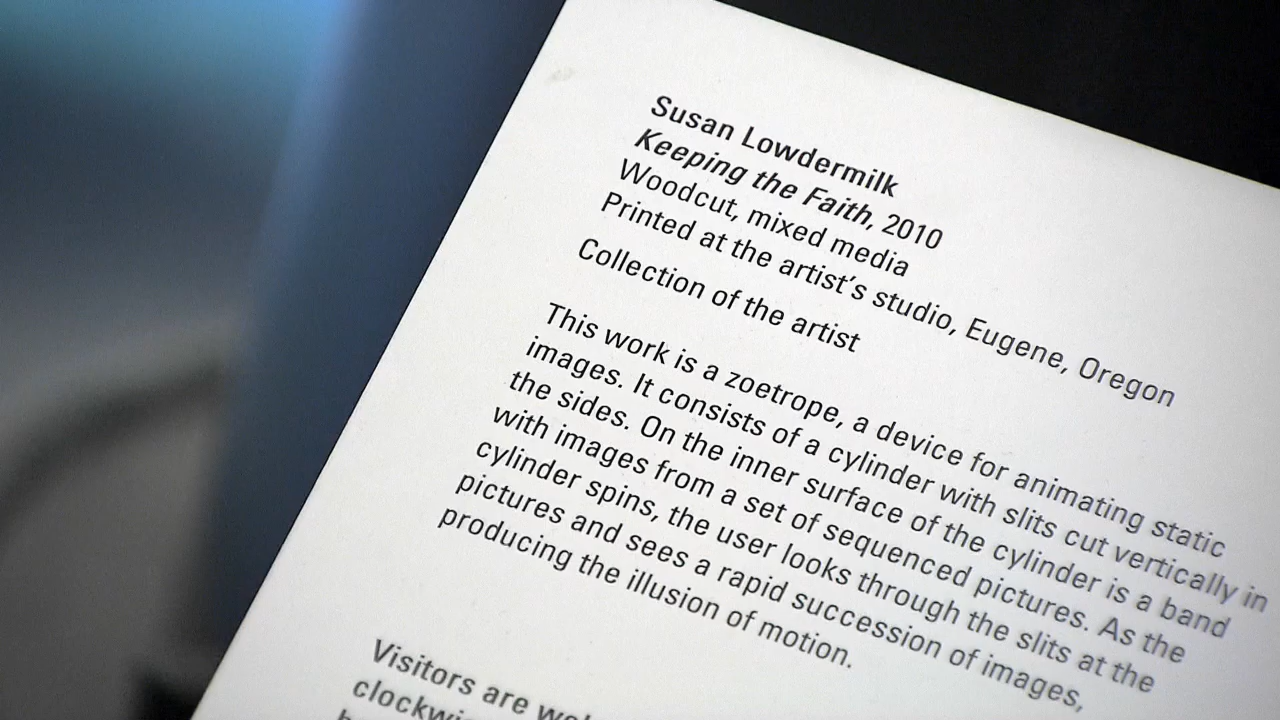 Susan Lowdermilk
Keeping the Faith, 2010
Woodcut, mixed media
Printed at the artist's studio, Eugene, Oregon
Collection of the artist
This work is a zoetrope, a device for animating static
images. It consists of a cylinder with slits cut vertically in
the sides. On the inner surface of the cylinder is a band
with images from a set of sequenced pictures. As the
cylinder spins, the user looks through the slits at the
pictures and sees a rapid succession of images,
producing the illusion of motion.
Visitors are